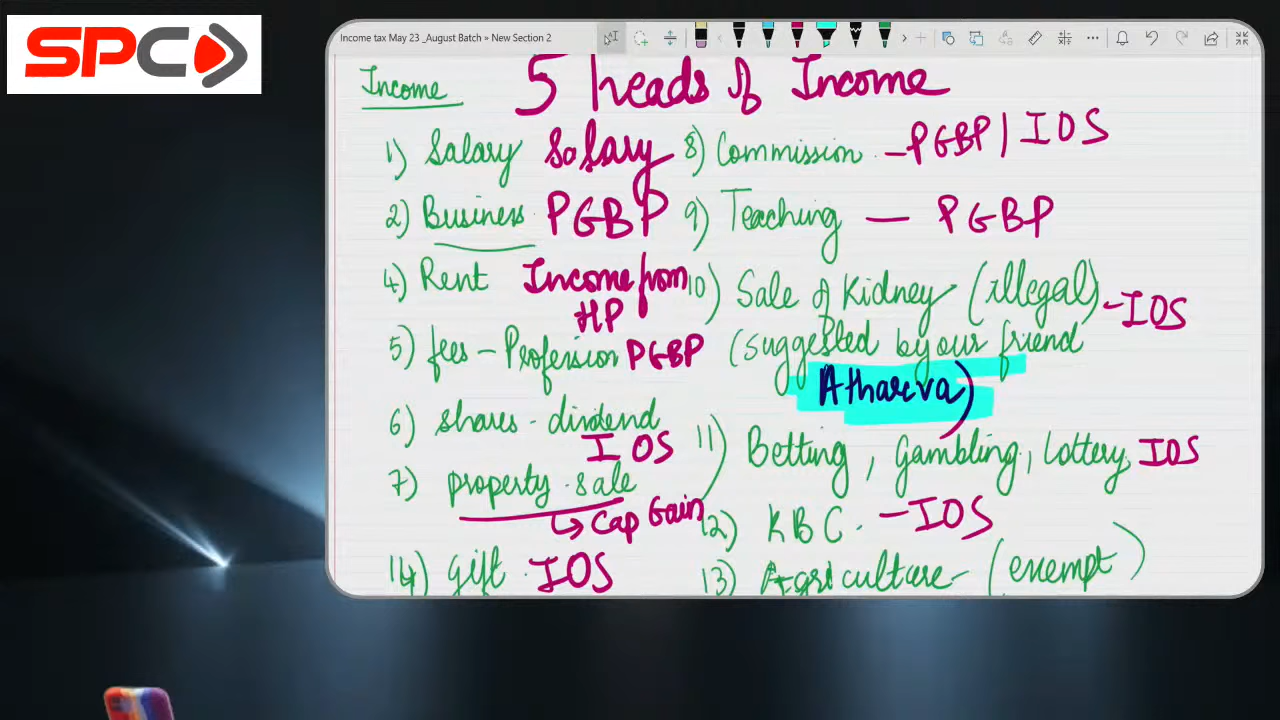 SPC
Income tax May 23 _August Batch » New Section 2
Income
5 heads of Income
1) Salary Salary
2) Business PGBP
4) Rent Income from
HP
5) fees - Profession PGBP
6) shares - dividend
IOS
7) property sale
↳ Cap Gain
14) gift IOS
8) Commission - PGBP / IOS
9) Teaching — PGBP
10) Sale of Kidney (illegal) - IOS
(suggested by our friend
Atharva)
11) Betting, Gambling, Lottery IOS
12) KBC - IOS
13) Agriculture - (exempt)